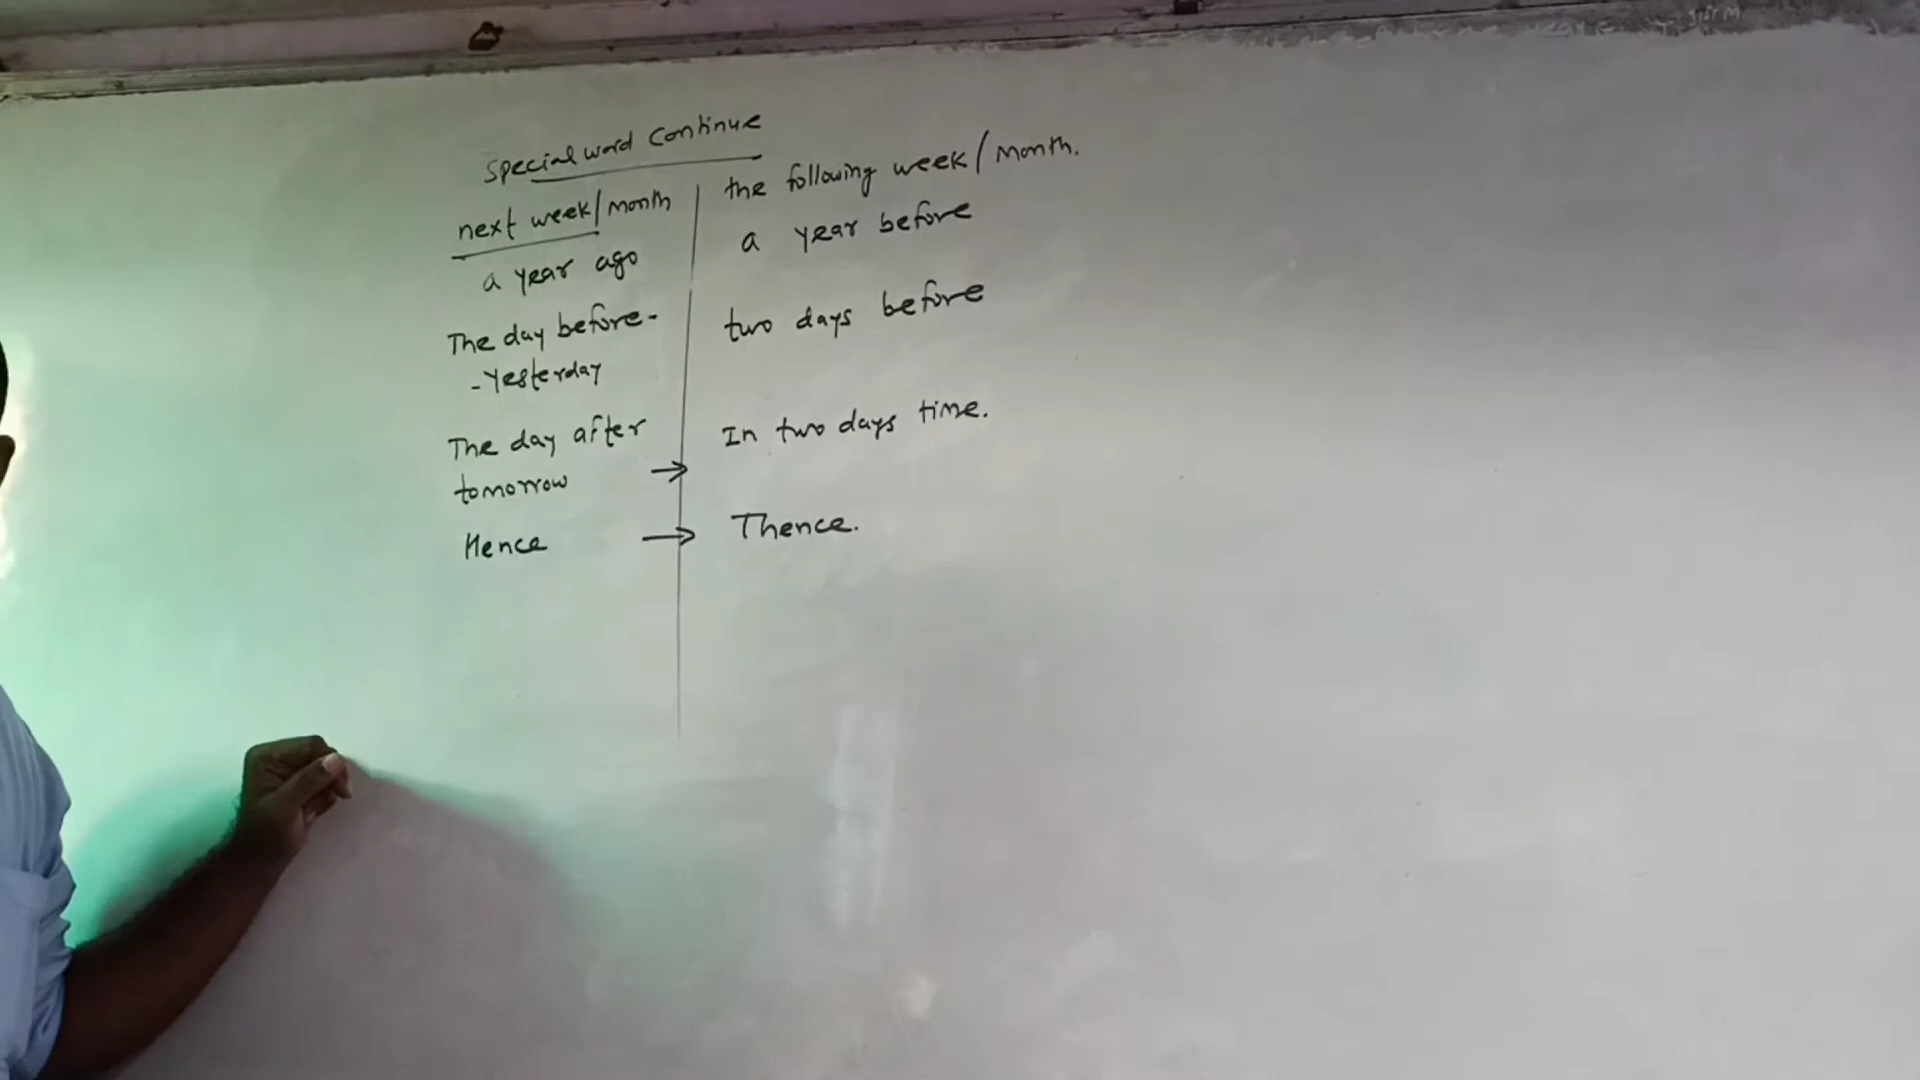 Special word Continue
next week/month the following week/month.
a year ago a year before
The day before- two days before
-Yesterday
The day after In two days time.
tomorrow →
Hence → Thence.